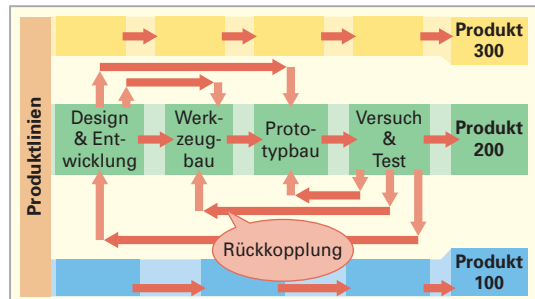 Produktlinien
Produkt
300
Design
& Ent-
wicklung
Werk-
zeug-
bau
Proto-
typbau
Versuch
&
Test
Produkt
200
Rückkopplung
Produkt
100